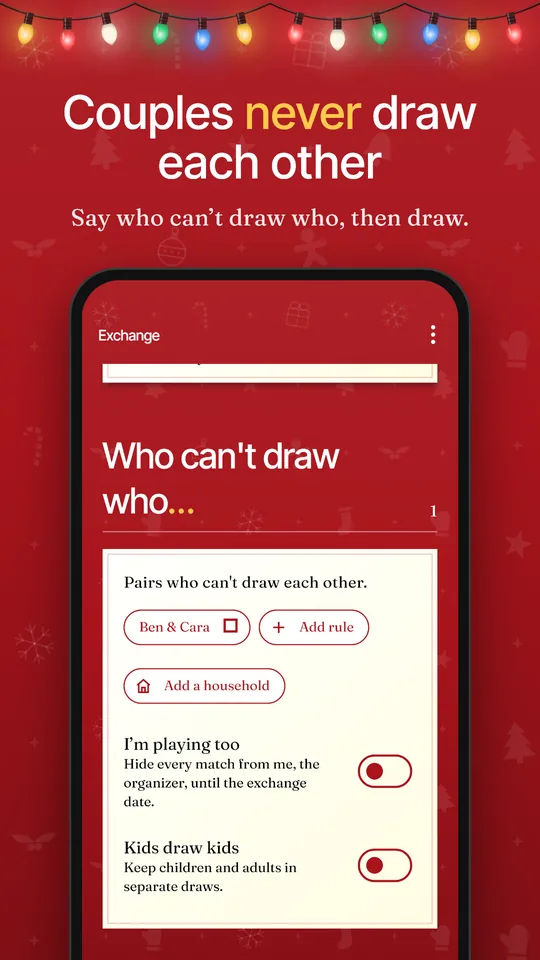 Couples never draw
each other
Say who can’t draw who, then draw.
Exchange
Who can't draw
who...
1
Pairs who can't draw each other.
Ben & Cara
Add rule
Add a household
I’m playing too
Hide every match from me, the
organizer, until the exchange
date.
Kids draw kids
Keep children and adults in
separate draws.